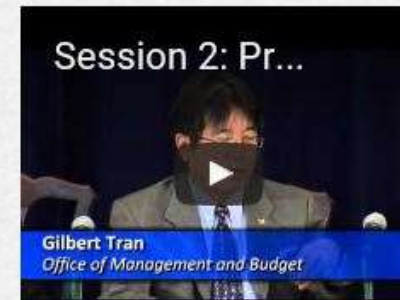 Session 2: Pr...
Gilbert Tran
Office of Management and Budget